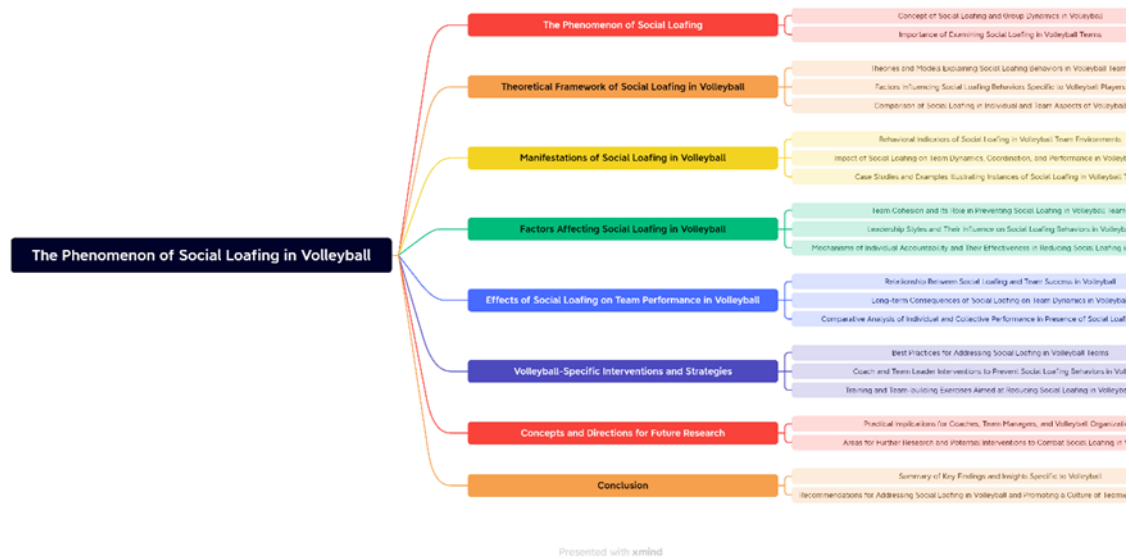 The Phenomenon of Social Loafing in Volleyball
The Phenomenon of Social Loafing
Concept of Social Loafing and Group Dynamics in Volleyball
Importance of Examining Social Loafing in Volleyball Teams
Theoretical Framework of Social Loafing in Volleyball
Theories and Models Explaining Social Loafing Behaviors in Volleyball Team
Factors Influencing Social Loafing Behaviors Specific to Volleyball Players
Comparison of Social Loafing in Individual and Team Aspects of Volleyball
Manifestations of Social Loafing in Volleyball
Behavioral Indicators of Social Loafing in Volleyball Team Environments
Impact of Social Loafing on Team Dynamics, Coordination, and Performance in Volleyb
Case Studies and Examples Illustrating Instances of Social Loafing in Volleyball T
Factors Affecting Social Loafing in Volleyball
Team Cohesion and Its Role in Preventing Social Loafing in Volleyball Team
Leadership Styles and Their Influence on Social Loafing Behaviors in Volleyba
Mechanisms of Individual Accountability and Their Effectiveness in Reducing Social Loafing i
Effects of Social Loafing on Team Performance in Volleyball
Relationship Between Social Loafing and Team Success in Volleyball
Long-term Consequences of Social Loafing on Team Dynamics in Volleyba
Comparative Analysis of Individual and Collective Performance in Presence of Social Loaf
Volleyball-Specific Interventions and Strategies
Best Practices for Addressing Social Loafing in Volleyball Teams
Coach and Team Leader Interventions to Prevent Social Loafing Behaviors in Voll
Training and Team-building Exercises Aimed at Reducing Social Loafing in Volleyb
Concepts and Directions for Future Research
Practical Implications for Coaches, Team Managers, and Volleyball Organizati
Areas for Further Research and Potential Interventions to Combat Social Loafing in
Conclusion
Summary of Key Findings and Insights Specific to Volleyball
Recommendations for Addressing Social Loafing in Volleyball and Promoting a Culture of Teamw
Presented with xmind